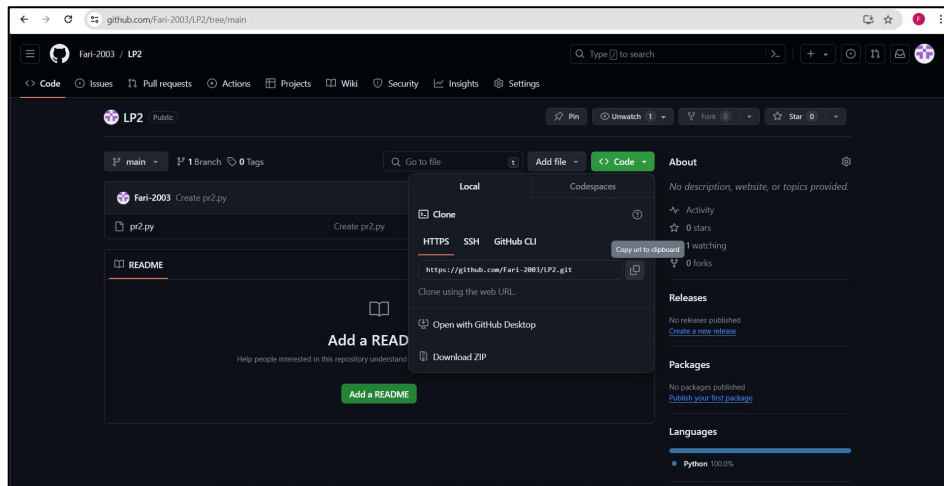 github.com/Fari-2003/LP2/tree/main
F
Fari-2003 / LP2
Type / to search
Code Issues Pull requests Actions Projects Wiki Security Insights Settings
LP2 Public
Pin Unwatch 1 Fork 0 Star 0
main 1 Branch 0 Tags
Go to file t Add file Code
Fari-2003 Create pr2.py
pr2.py Create pr2.py
README
Add a READ
Help people interested in this repository understand
Add a README
Local Codespaces
Clone
HTTPS SSH GitHub CLI
Copy url to clipboard
https://github.com/Fari-2003/LP2.git
Clone using the web URL.
Open with GitHub Desktop
Download ZIP
About
No description, website, or topics provided.
Activity
0 stars
1 watching
0 forks
Releases
No releases published
Create a new release
Packages
No packages published
Publish your first package
Languages
Python 100.0%